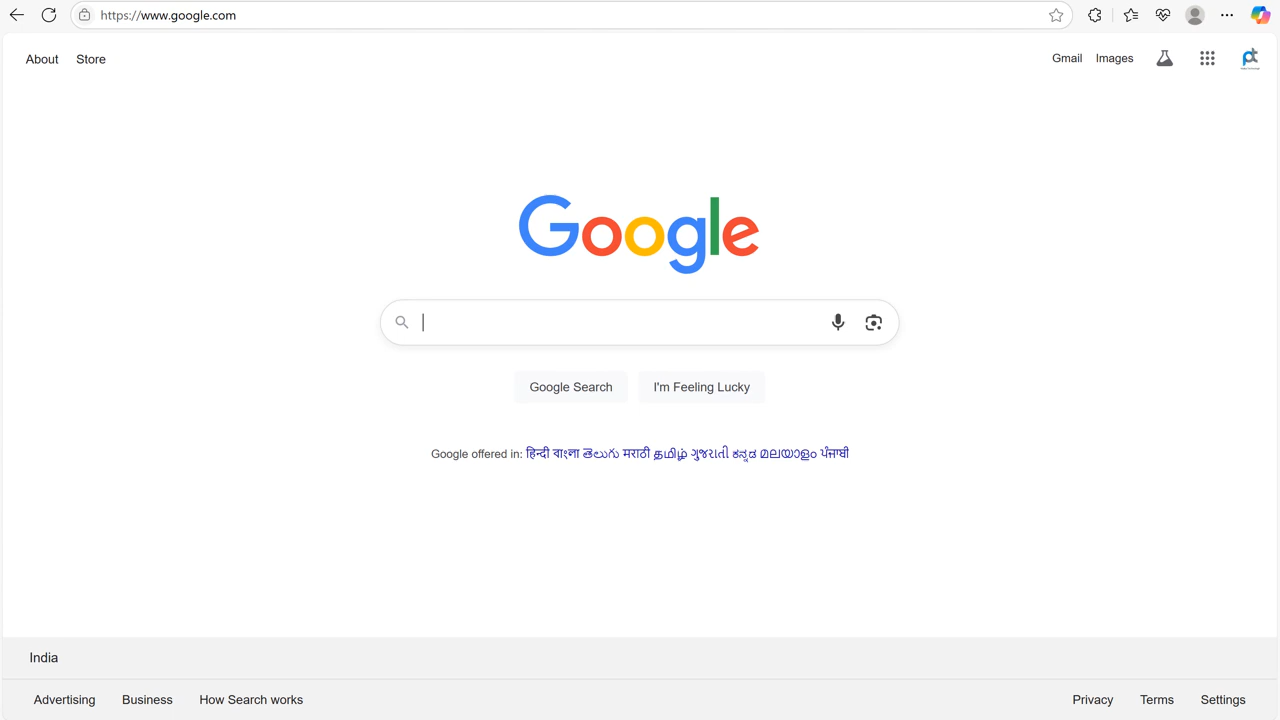 https://www.google.com
About Store
Gmail Images
Google
Google Search I'm Feeling Lucky
Google offered in: हिन्दी বাংলা తెలుగు मराठी தமிழ் ગુજરાતી ಕನ್ನಡ മലയാളം ਪੰਜਾਬੀ
India
Advertising Business How Search works
Privacy Terms Settings